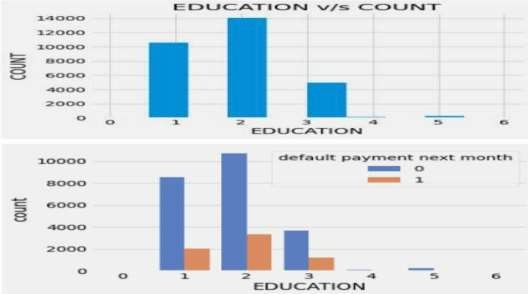 EDUCATION v/s COUNT
14000
12000
10000
8000
6000
4000
2000
0
COUNT
0 1 2 3 4 5 6
EDUCATION
default payment next month
0
1
10000
8000
6000
4000
2000
0
count
0 1 2 3 4 5 6
EDUCATION